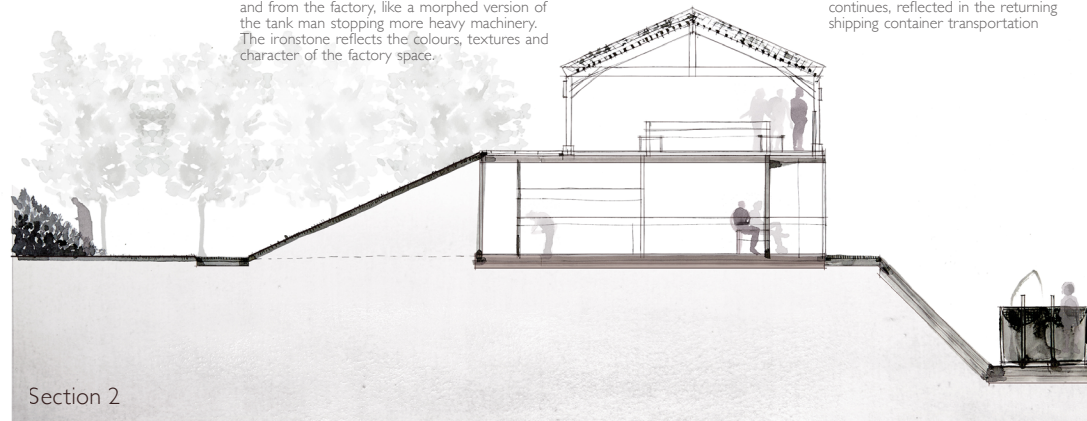 and from the factory, like a morphed version of
the tank man stopping more heavy machinery.
The ironstone reflects the colours, textures and
character of the factory space.
continues, reflected in the returning
shipping container transportation
Section 2